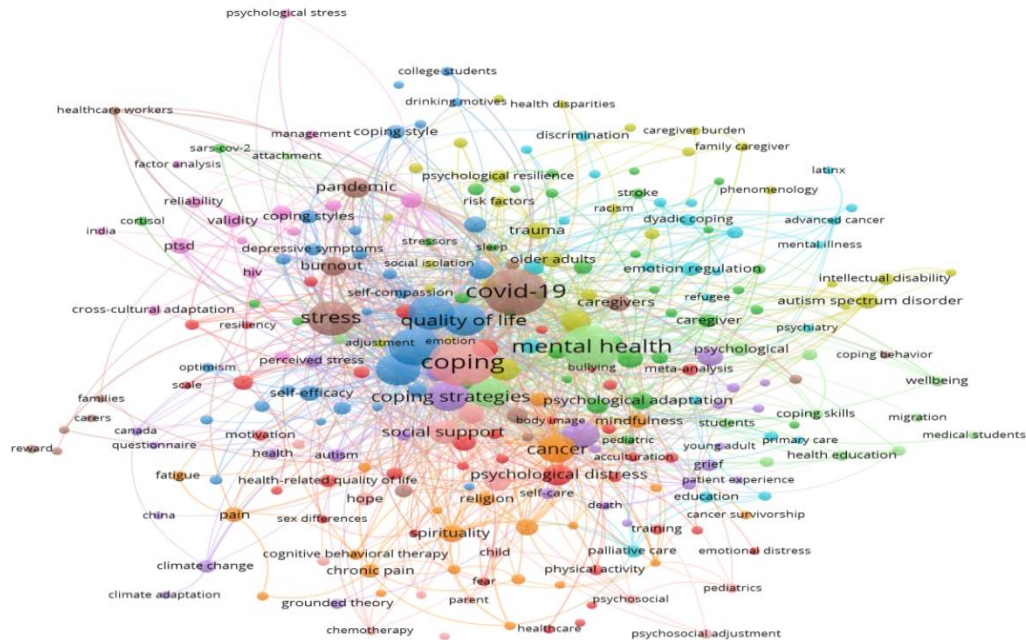 psychological stress
college students
healthcare workers
drinking motives
health disparities
management
coping style
discrimination
caregiver burden
sars-cov-2
attachment
family caregiver
factor analysis
psychological resilience
latinx
pandemic
risk factors
stroke
phenomenology
reliability
racism
cortisol
validity
coping styles
trauma
dyadic coping
advanced cancer
india
ptsd
depressive symptoms
stressors
sleep
mental illness
older adults
hiv
burnout
social isolation
emotion regulation
intellectual disability
self-compassion
covid-19
refugee
autism spectrum disorder
cross-cultural adaptation
caregivers
resiliency
stress
quality of life
caregiver
psychiatry
adjustment
emotion
mental health
psychological
coping behavior
optimism
perceived stress
coping
bullying
meta-analysis
scale
wellbeing
families
self-efficacy
coping strategies
psychological adaptation
carers
body image
mindfulness
coping skills
migration
canada
motivation
social support
students
reward
questionnaire
health
autism
cancer
pediatric
young adult
primary care
medical students
acculturation
health education
fatigue
health-related quality of life
psychological distress
grief
patient experience
hope
religion
self-care
education
china
pain
sex differences
death
cancer survivorship
spirituality
training
climate change
cognitive behavioral therapy
child
palliative care
emotional distress
chronic pain
fear
physical activity
climate adaptation
grounded theory
parent
psychosocial
pediatrics
chemotherapy
healthcare
psychosocial adjustment